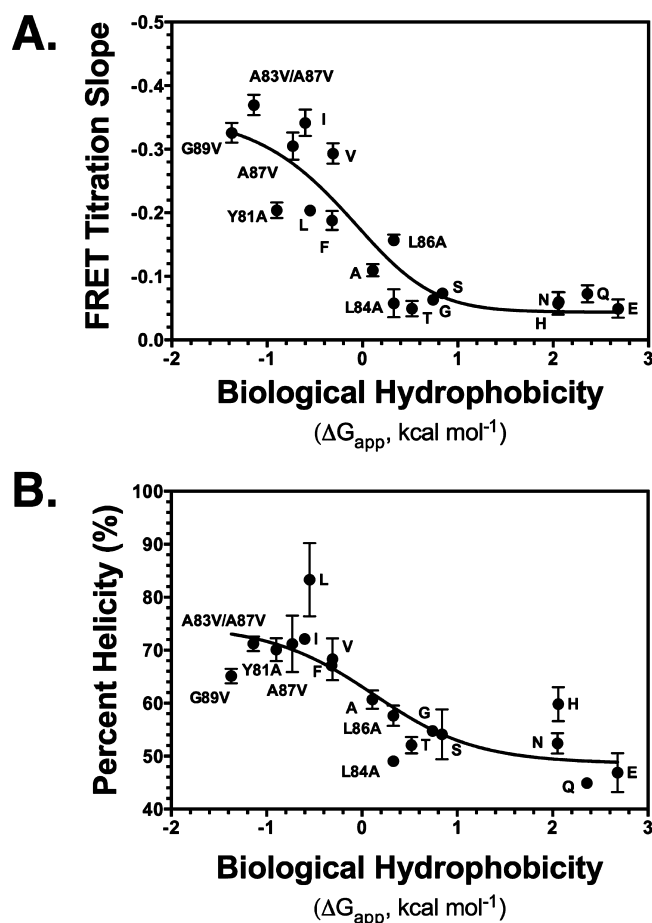 A.
FRET Titration Slope
-0.5
-0.4
-0.3
-0.2
-0.1
0.0
A83V/A87V
I
G89V
A87V
V
Y81A
L
F
L86A
A
L84A
T
G
S
N
H
Q
E
-2 -1 0 1 2 3
Biological Hydrophobicity
(ΔGapp, kcal mol-1)
B.
Percent Helicity (%)
100
90
80
70
60
50
40
L
A83V/A87V
I
V
Y81A
F
G89V
A87V
A
L86A
G
H
T
S
N
L84A
Q
E
-2 -1 0 1 2 3
Biological Hydrophobicity
(ΔGapp, kcal mol-1)